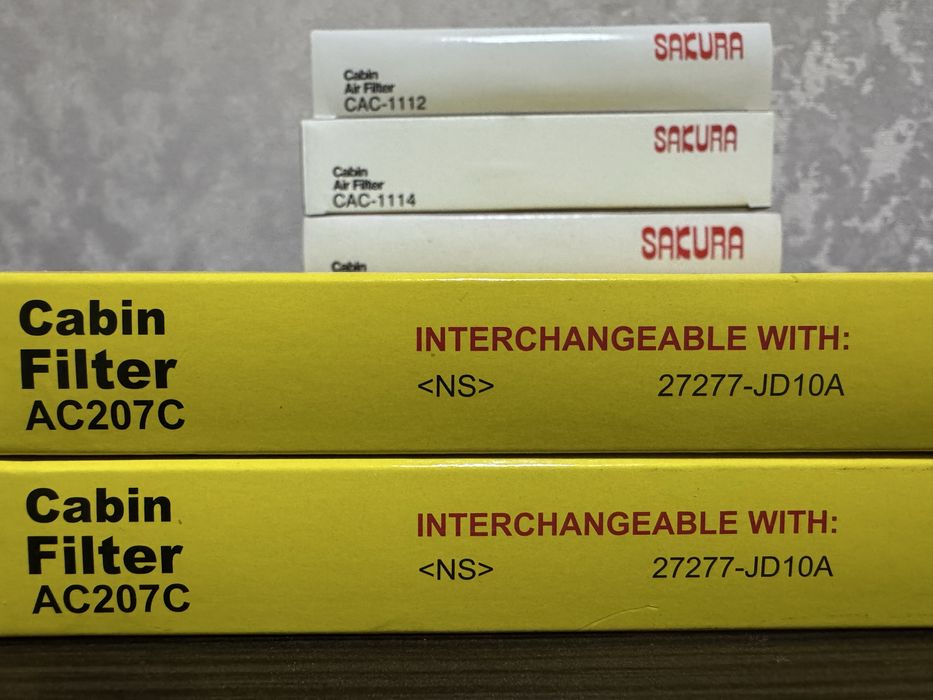 SAKURA
Cabin
Air Filter
CAC-1112
SAKURA
Cabin
Air Filter
CAC-1114
SAKURA
Cabin
Cabin
Filter
AC207C
INTERCHANGEABLE WITH:
<NS> 27277-JD10A
Cabin
Filter
AC207C
INTERCHANGEABLE WITH:
<NS> 27277-JD10A